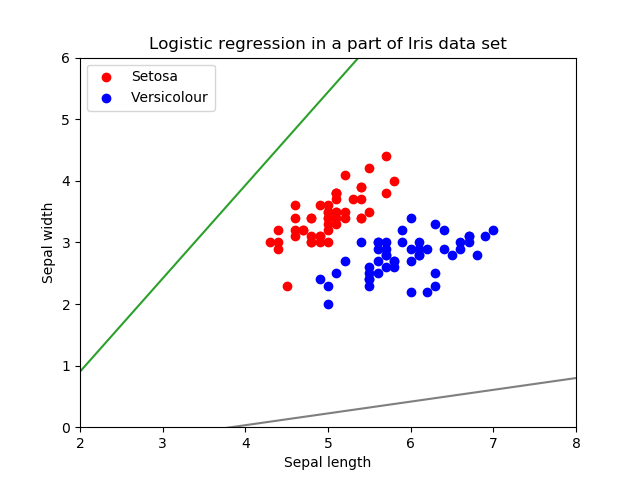 Logistic regression in a part of Iris data set
Setosa
Versicolour
6
5
4
3
2
1
0
Sepal width
2 3 4 5 6 7 8
Sepal length